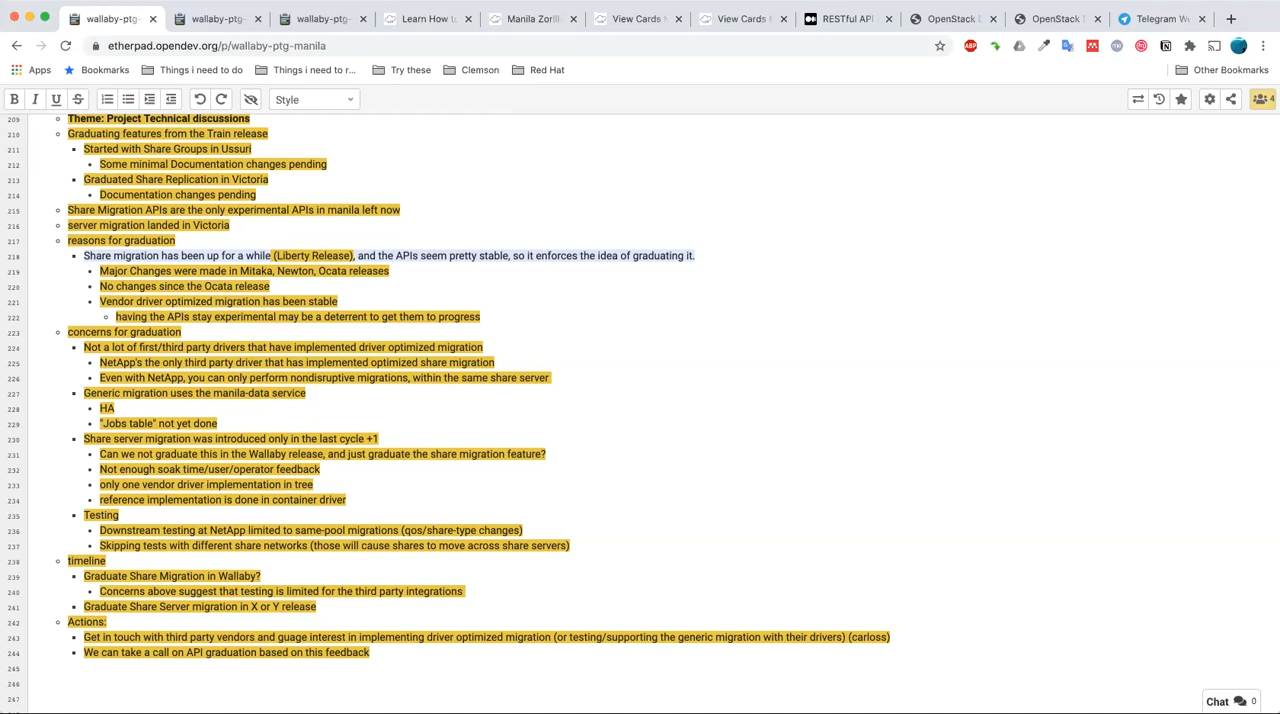 wallaby-ptg-
wallaby-ptg-
wallaby-ptg-
Learn How to
Manila Zorilla
View Cards M
View Cards M
RESTful API
OpenStack D
OpenStack I
Telegram We
etherpad.opendev.org/p/wallaby-ptg-manila
Apps
Bookmarks
Things i need to do
Things i need to r...
Try these
Clemson
Red Hat
Other Bookmarks
B I U S
Style
4
209 Theme: Project Technical discussions
210 Graduating features from the Train release
211 Started with Share Groups in Ussuri
212 Some minimal Documentation changes pending
213 Graduated Share Replication in Victoria
214 Documentation changes pending
215 Share Migration APIs are the only experimental APIs in manila left now
216 server migration landed in Victoria
217 reasons for graduation
218 Share migration has been up for a while (Liberty Release), and the APIs seem pretty stable, so it enforces the idea of graduating it.
219 Major Changes were made in Mitaka, Newton, Ocata releases
220 No changes since the Ocata release
221 Vendor driver optimized migration has been stable
222 having the APIs stay experimental may be a deterrent to get them to progress
223 concerns for graduation
224 Not a lot of first/third party drivers that have implemented driver optimized migration
225 NetApp's the only third party driver that has implemented optimized share migration
226 Even with NetApp, you can only perform nondisruptive migrations, within the same share server
227 Generic migration uses the manila-data service
228 HA
229 "Jobs table" not yet done
230 Share server migration was introduced only in the last cycle +1
231 Can we not graduate this in the Wallaby release, and just graduate the share migration feature?
232 Not enough soak time/user/operator feedback
233 only one vendor driver implementation in tree
234 reference implementation is done in container driver
235 Testing
236 Downstream testing at NetApp limited to same-pool migrations (qos/share-type changes)
237 Skipping tests with different share networks (those will cause shares to move across share servers)
238 timeline
239 Graduate Share Migration in Wallaby?
240 Concerns above suggest that testing is limited for the third party integrations
241 Graduate Share Server migration in X or Y release
242 Actions:
243 Get in touch with third party vendors and guage interest in implementing driver optimized migration (or testing/supporting the generic migration with their drivers) (carloss)
244 We can take a call on API graduation based on this feedback
245
246
247
Chat 0